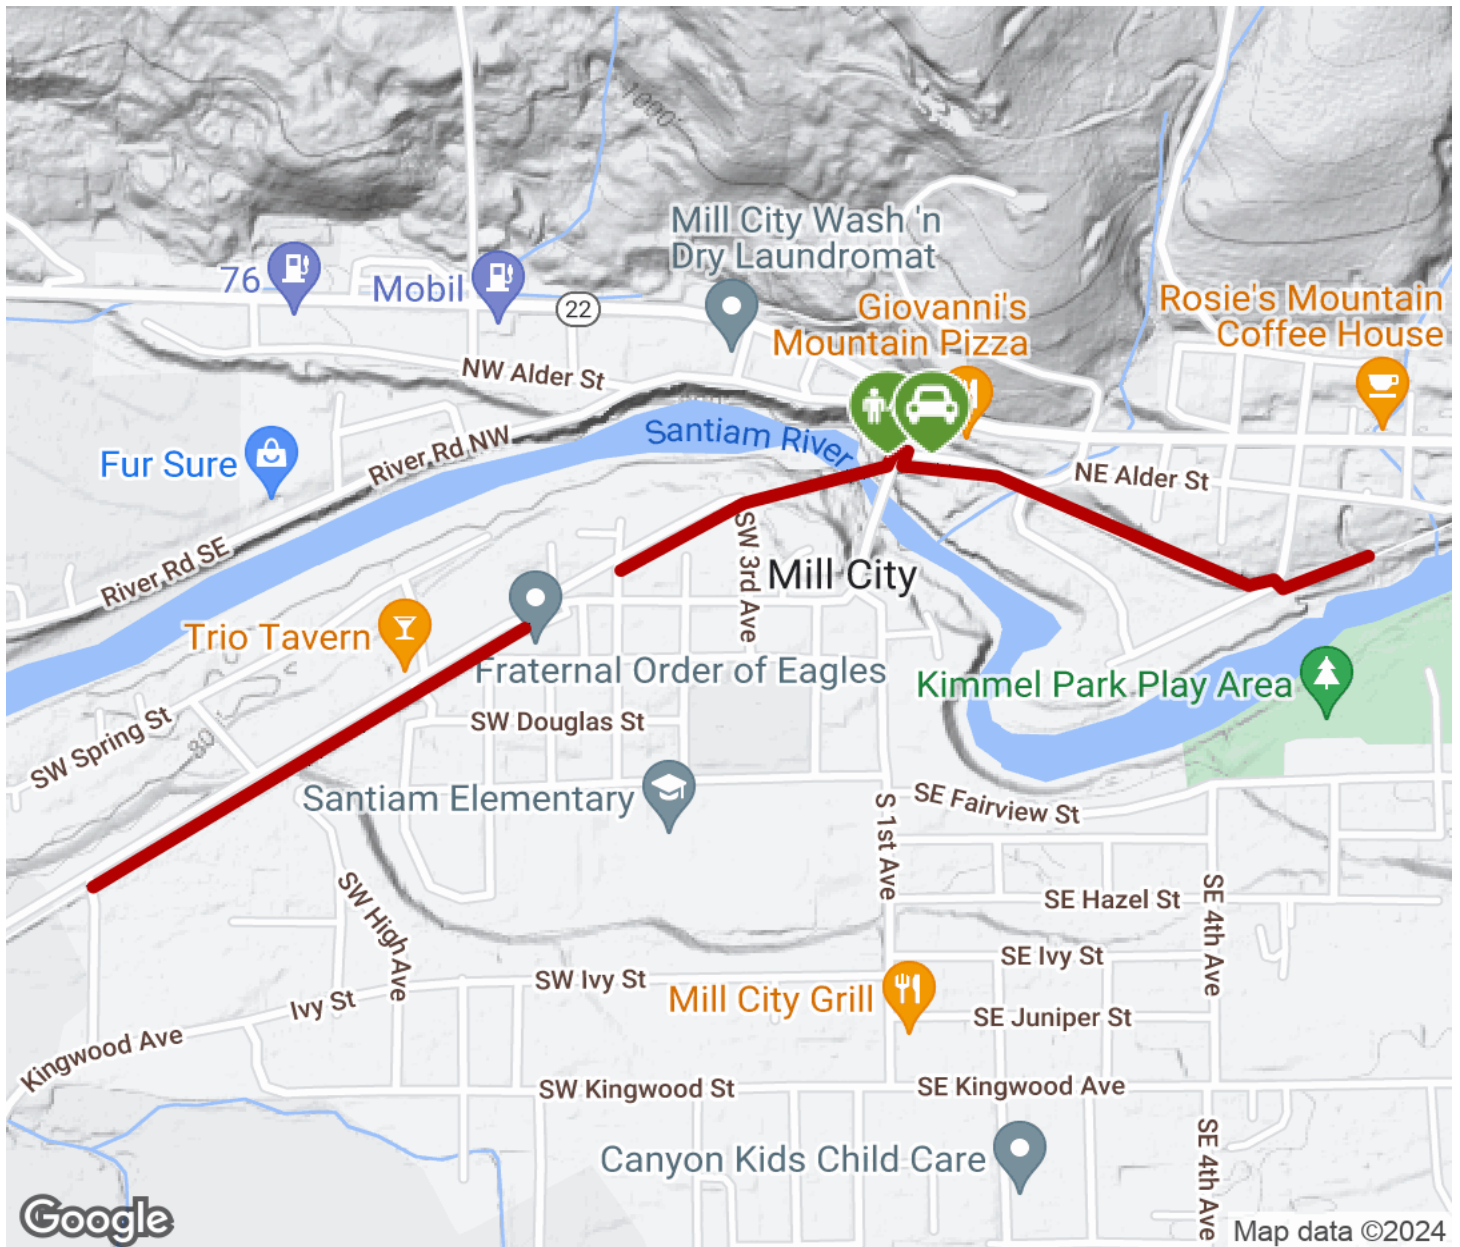 1000'
Mill City Wash 'n
Dry Laundromat
76
Mobil
22
Giovanni's
Mountain Pizza
Rosie's Mountain
Coffee House
NW Alder St
Santiam River
River Rd NW
Fur Sure
NE Alder St
River Rd SE
SW 3rd Ave
Mill City
Trio Tavern
Fraternal Order of Eagles
Kimmel Park Play Area
SW Spring St
80
SW Douglas St
Santiam Elementary
SE Fairview St
S 1st Ave
SW High Ave
SE Hazel St
SE 4th Ave
SE Ivy St
SW Ivy St
Ivy St
Mill City Grill
SE Juniper St
Kingwood Ave
SW Kingwood St
SE Kingwood Ave
Canyon Kids Child Care
SE 4th Ave
Google
Map data ©2024